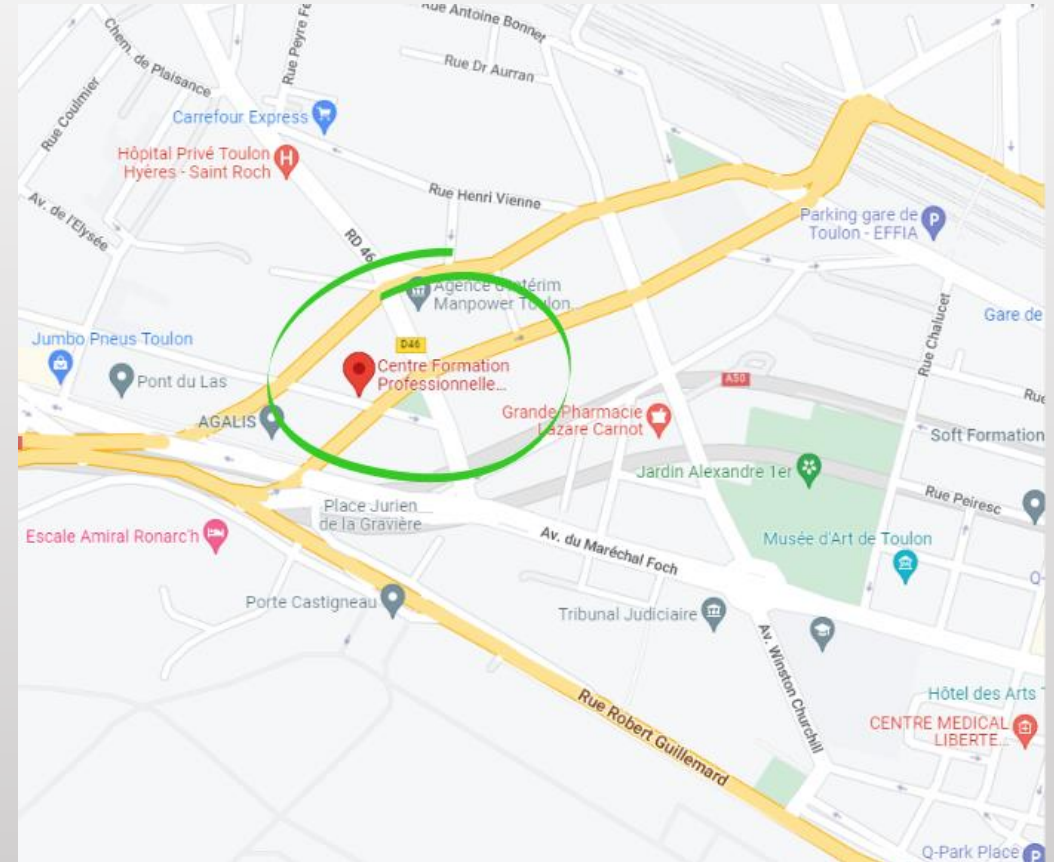 Rue Antoine Bonnet
Chem. de Plaisance
Rue Peyre Fe
Rue Dr Aurran
Rue Coulmier
Carrefour Express
Hôpital Privé Toulon
Hyères - Saint Roch
Rue Henri Vienne
Av. de l'Elysée
RD 46
Parking gare de
Toulon - EFFIA
Agence d'intérim
Manpower Toulon
Rue Chalucet
Gare de
Jumbo Pneus Toulon
D46
Centre Formation
Professionnelle...
Pont du Las
A50
Rue
AGALIS
Grande Pharmacie
Lazare Carnot
Soft Formation
Jardin Alexandre 1er
Rue Peiresc
Place Jurien
de la Gravière
Escale Amiral Ronarc'h
Av. du Maréchal Foch
Musée d'Art de Toulon
Q-
Porte Castigneau
Tribunal Judiciaire
Av. Winston Churchill
Rue Robert Guillemard
Hôtel des Arts T
CENTRE MEDICAL
LIBERTE...
Q-Park Place